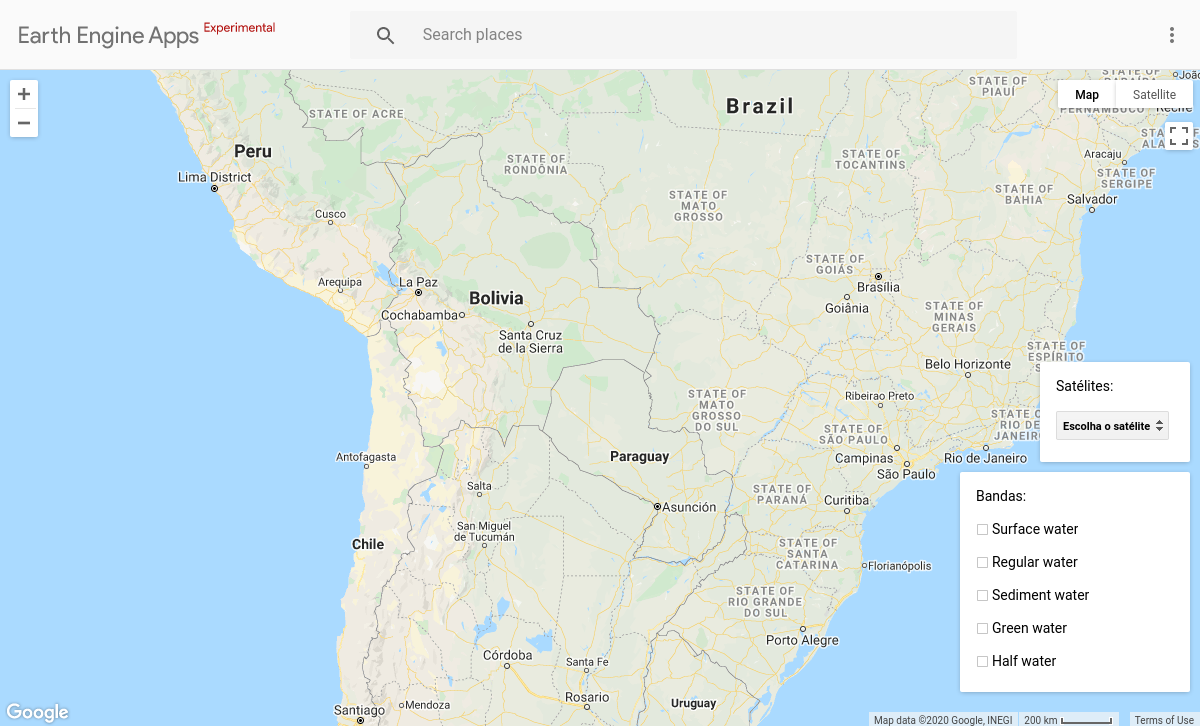 Earth Engine Apps Experimental
Search places
Map
Satellite
STATE OF
PIAUÍ
STATE OF ACRE
Brazil
Recife
Peru
STATE OF
RONDÔNIA
STATE OF
TOCANTINS
Aracaju
Lima District
STATE OF
SERGIPE
STATE OF
MATO
GROSSO
STATE OF
BAHIA
Salvador
Cusco
STATE OF
GOIÁS
Brasília
Arequipa
La Paz
Bolivia
Goiânia
Cochabamba
STATE OF
MINAS
GERAIS
Santa Cruz
de la Sierra
STATE OF
ESPÍRITO
Belo Horizonte
Satélites:
Escolha o satélite
STATE OF
MATO
GROSSO
DO SUL
Ribeirao Preto
STATE OF
SÃO PAULO
Antofagasta
Paraguay
Campinas
Rio de Janeiro
São Paulo
Salta
STATE OF
PARANÁ
Curitiba
Asunción
San Miguel
de Tucumán
Chile
STATE OF
SANTA
CATARINA
Florianópolis
STATE OF
RIO GRANDE
DO SUL
Porto Alegre
Córdoba
Santa Fe
Rosario
Uruguay
Mendoza
Santiago
Bandas:
Surface water
Regular water
Sediment water
Green water
Half water
Google
Map data ©2020 Google, INEGI
200 km
Terms of Use